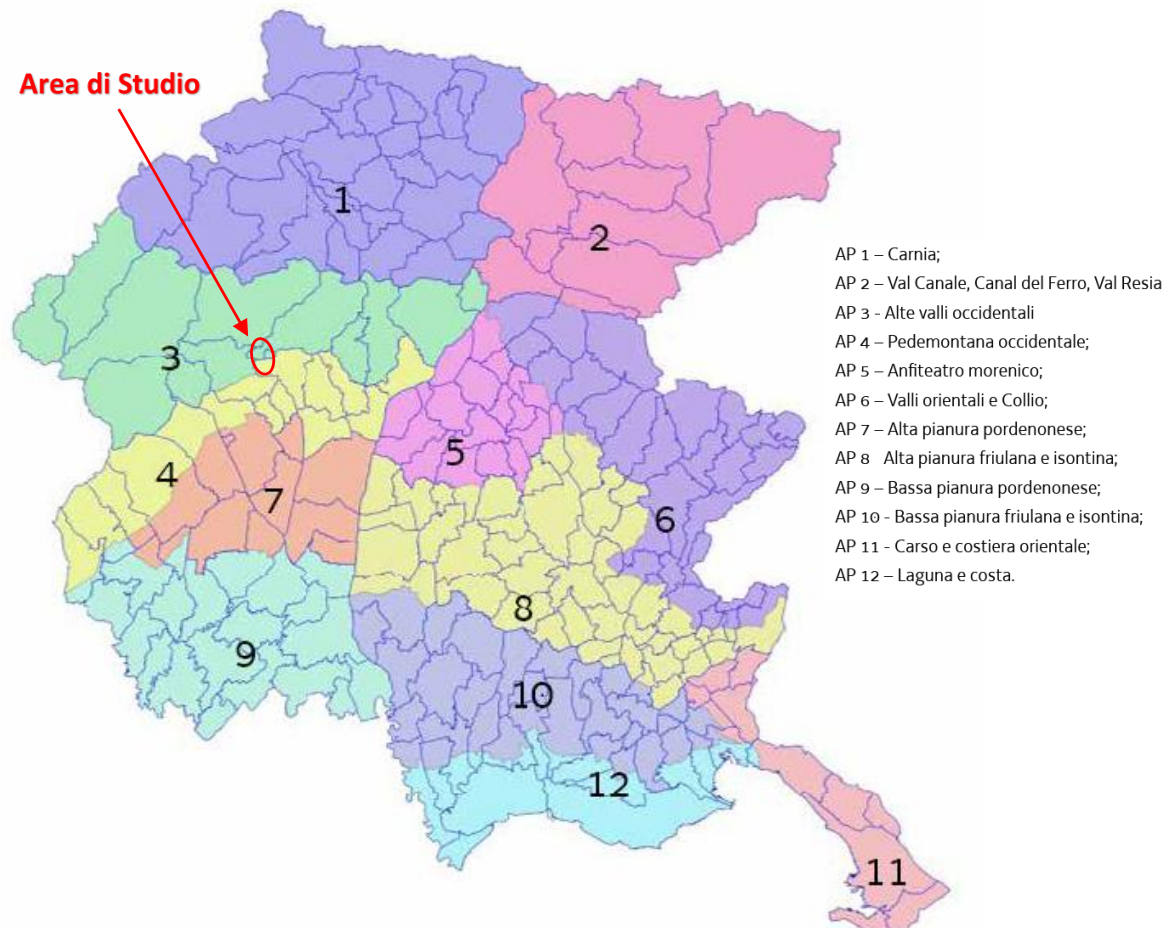 Area di Studio
1
2
3
4
5
6
7
8
9
10
11
12
AP 1 – Carnia;
AP 2 – Val Canale, Canal del Ferro, Val Resia
AP 3 - Alte valli occidentali
AP 4 – Pedemontana occidentale;
AP 5 – Anfiteatro morenico;
AP 6 – Valli orientali e Collio;
AP 7 – Alta pianura pordenonese;
AP 8 Alta pianura friulana e isontina;
AP 9 – Bassa pianura pordenonese;
AP 10 - Bassa pianura friulana e isontina;
AP 11 - Carso e costiera orientale;
AP 12 – Laguna e costa.